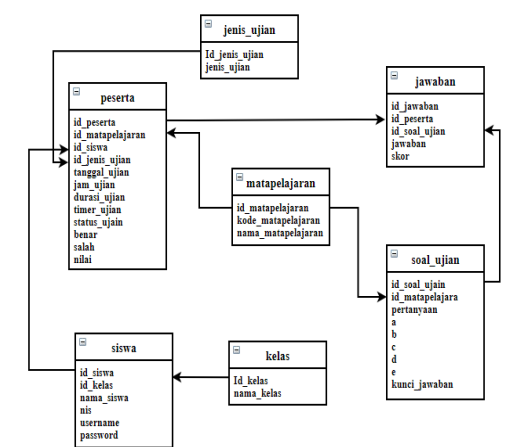 jenis_ujian
Id_jenis_ujian
jenis_ujian
peserta
id_peserta
id_matapelajaran
id_siswa
id_jenis_ujian
tanggal_ujian
jam_ujian
durasi_ujian
timer_ujian
status_ujain
benar
salah
nilai
jawaban
id_jawaban
id_peserta
id_soal_ujian
jawaban
skor
matapelajaran
id_matapelajaran
kode_matapelajaran
nama_matapelajaran
soal_ujian
id_soal_ujain
id_matapelajara
pertanyaan
a
b
c
d
e
kunci_jawaban
siswa
id_siswa
id_kelas
nama_siswa
nis
username
password
kelas
Id_kelas
nama_kelas